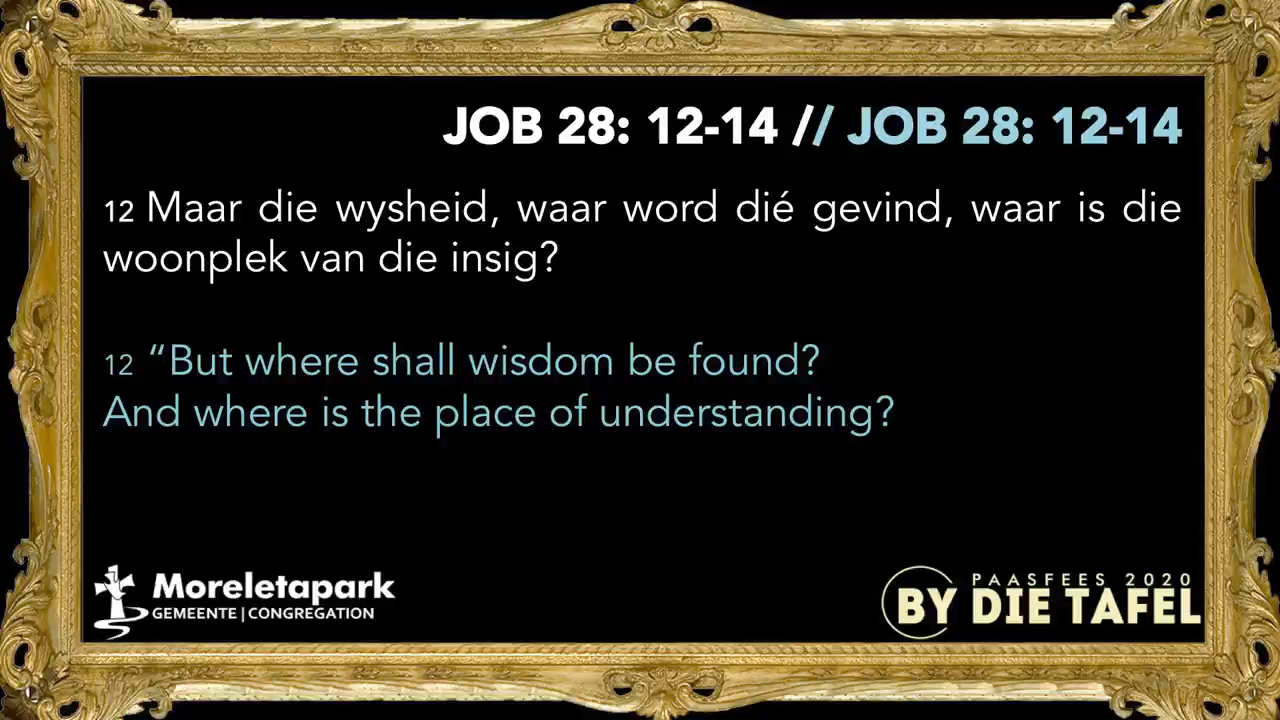 JOB 28: 12-14 // JOB 28: 12-14
12 Maar die wysheid, waar word dié gevind, waar is die
woonplek van die insig?
12 “But where shall wisdom be found?
And where is the place of understanding?
Moreletapark
GEMEENTE|CONGREGATION
PAASFEES 2020
BY DIE TAFEL